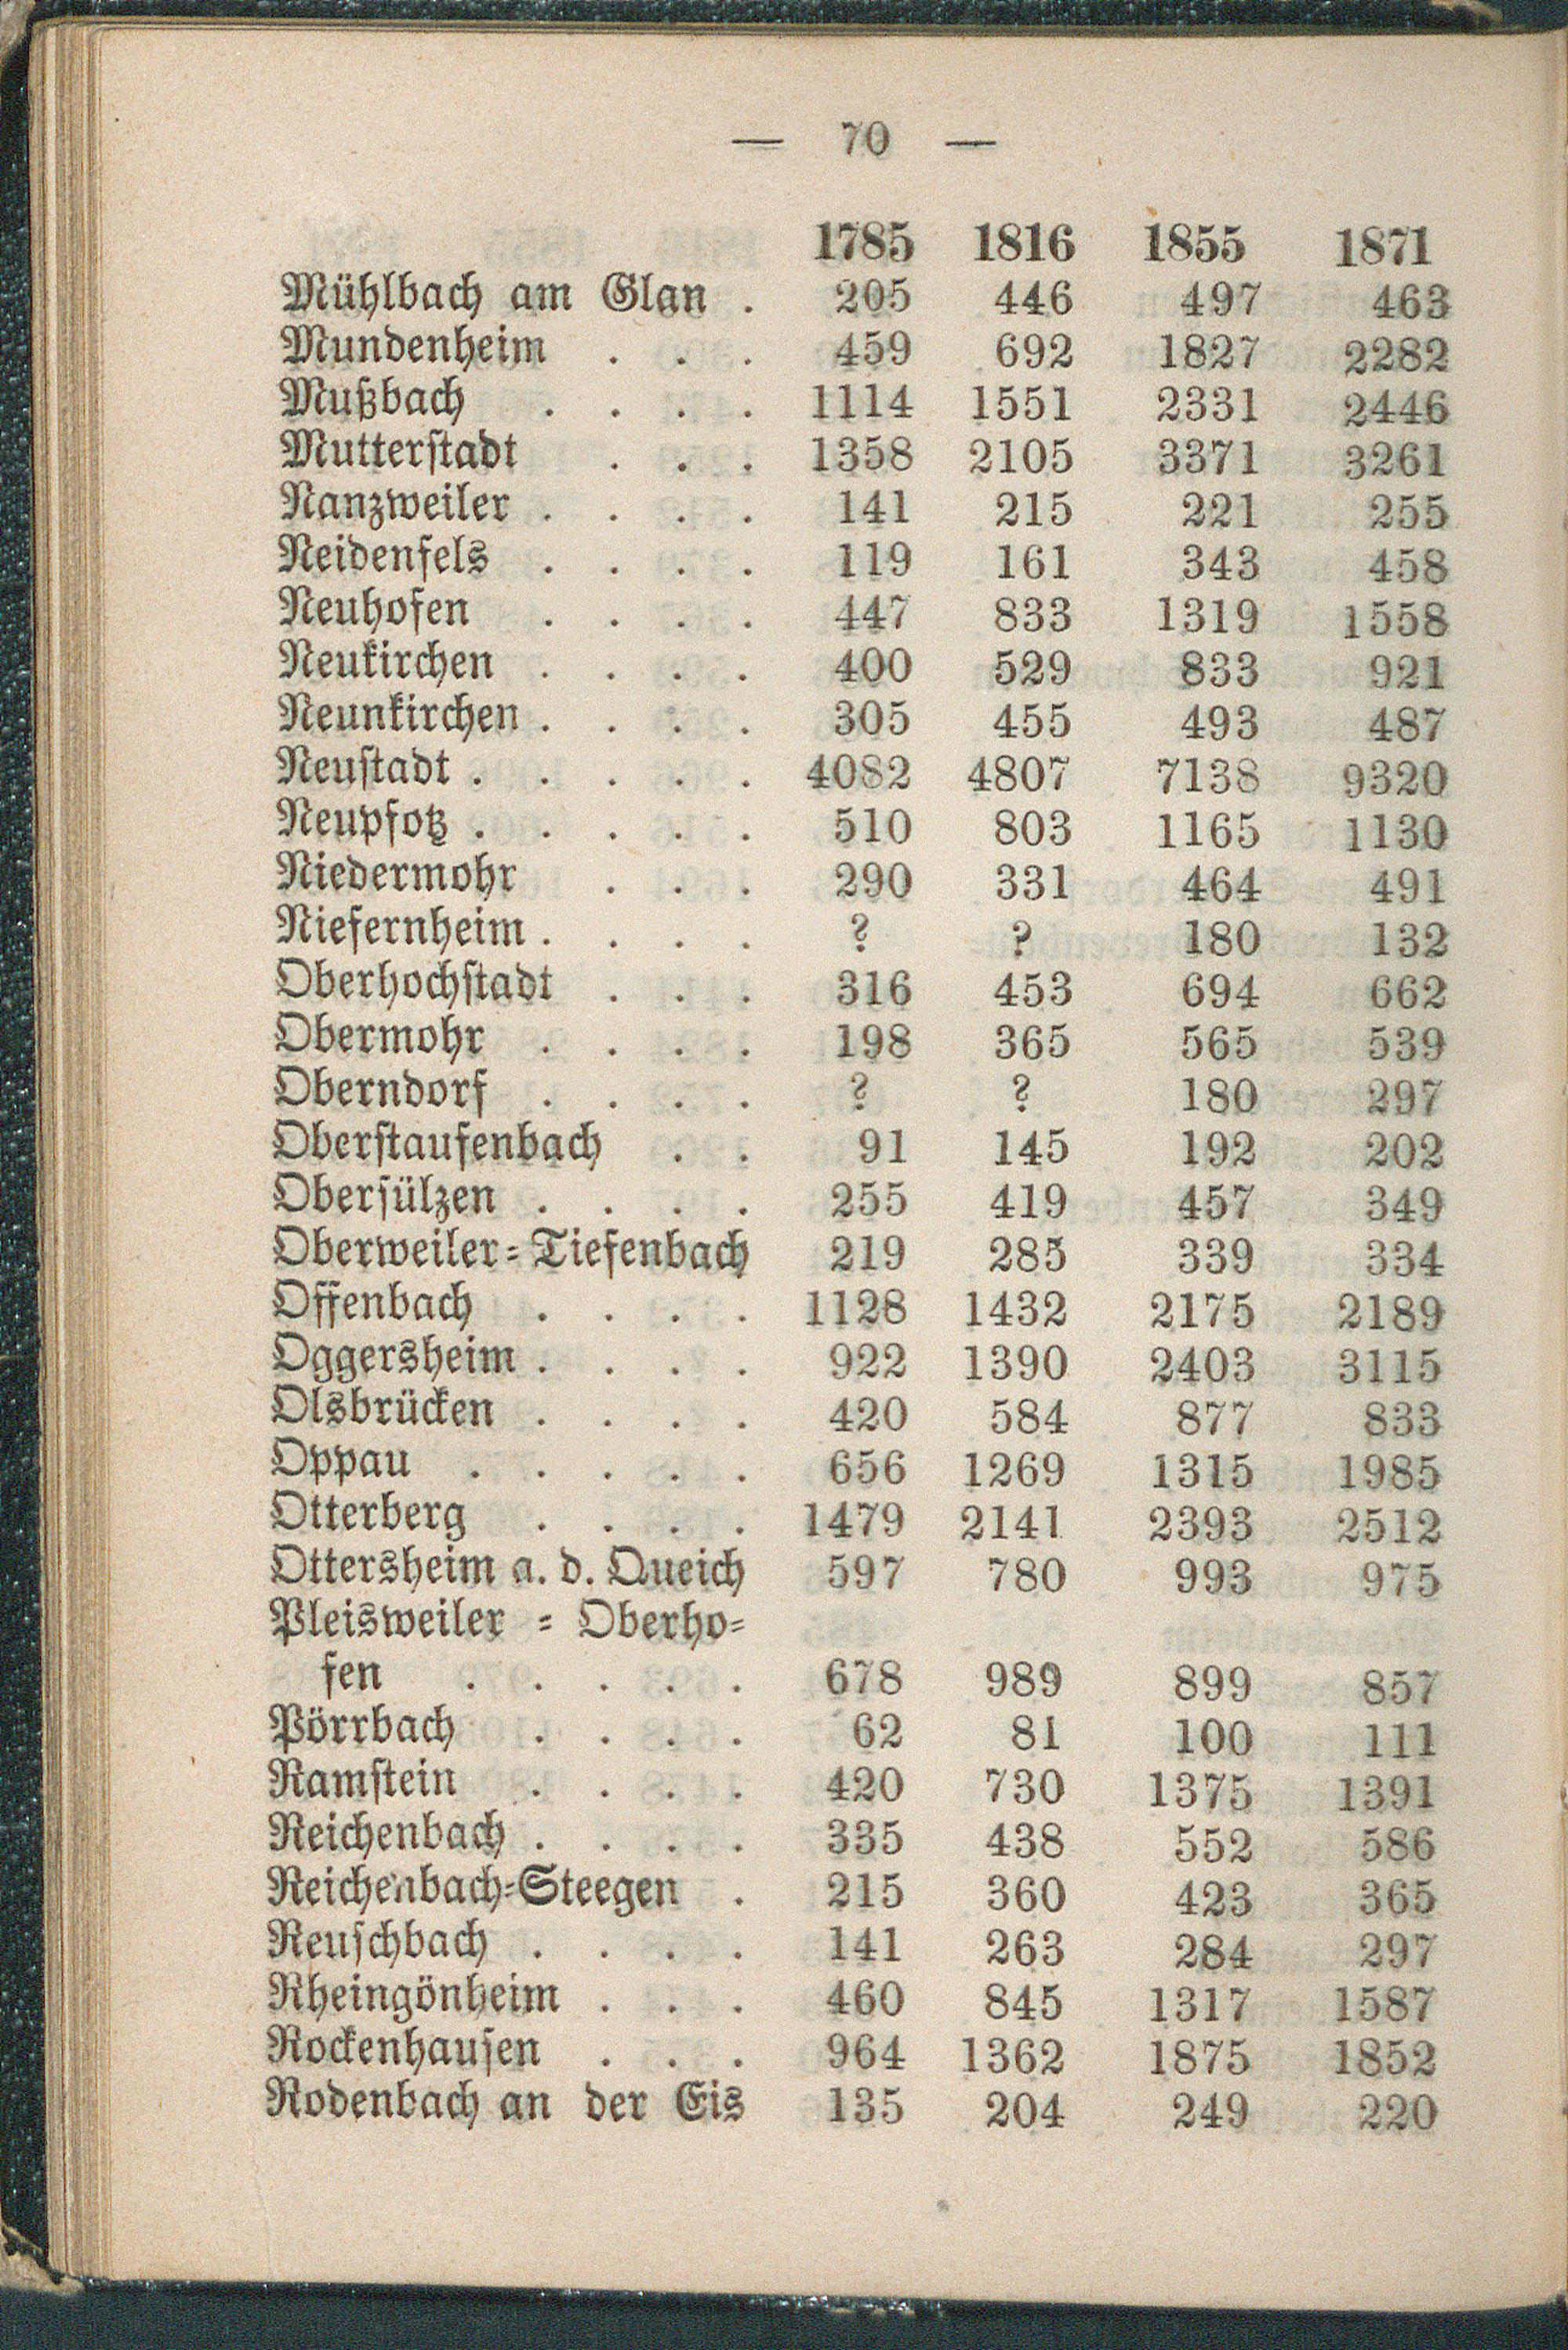 — 70 —
1785 1816 1855 1871
Mühlbach am Glan . 205 446 497 463
Mundenheim . . . 459 692 1827 2282
Mußbach . . . . 1114 1551 2331 2446
Mutterstadt . . . 1358 2105 3371 3261
Nanzweiler . . . . 141 215 221 255
Neidenfels . . . . 119 161 343 458
Neuhofen . . . . 447 833 1319 1558
Neukirchen . . . . 400 529 833 921
Neunkirchen . . . . 305 455 493 487
Neustadt . . . . . 4082 4807 7138 9320
Neupfotz . . . . . 510 803 1165 1130
Niedermohr . . . 290 331 464 491
Niefernheim . . . . ? ? 180 132
Oberhochstadt . . . 316 453 694 662
Obermohr . . . . 198 365 565 539
Oberndorf . . . . ? ? 180 297
Oberstaufenbach . . 91 145 192 202
Obersülzen . . . . 255 419 457 349
Oberweiler-Tiefenbach 219 285 339 334
Offenbach . . . . 1128 1432 2175 2189
Oggersheim . . . . 922 1390 2403 3115
Olsbrücken . . . . 420 584 877 833
Oppau . . . . . 656 1269 1315 1985
Otterberg . . . . 1479 2141 2393 2512
Ottersheim a. d. Queich 597 780 993 975
Pleisweiler - Oberho-
fen . . . . . 678 989 899 857
Pörrbach . . . . 62 81 100 111
Ramstein . . . . 420 730 1375 1391
Reichenbach . . . . 335 438 552 586
Reichenbach-Steegen . 215 360 423 365
Reuschbach . . . . 141 263 284 297
Rheingönheim . . . 460 845 1317 1587
Rockenhausen . . . 964 1362 1875 1852
Rodenbach an der Eis 135 204 249 220